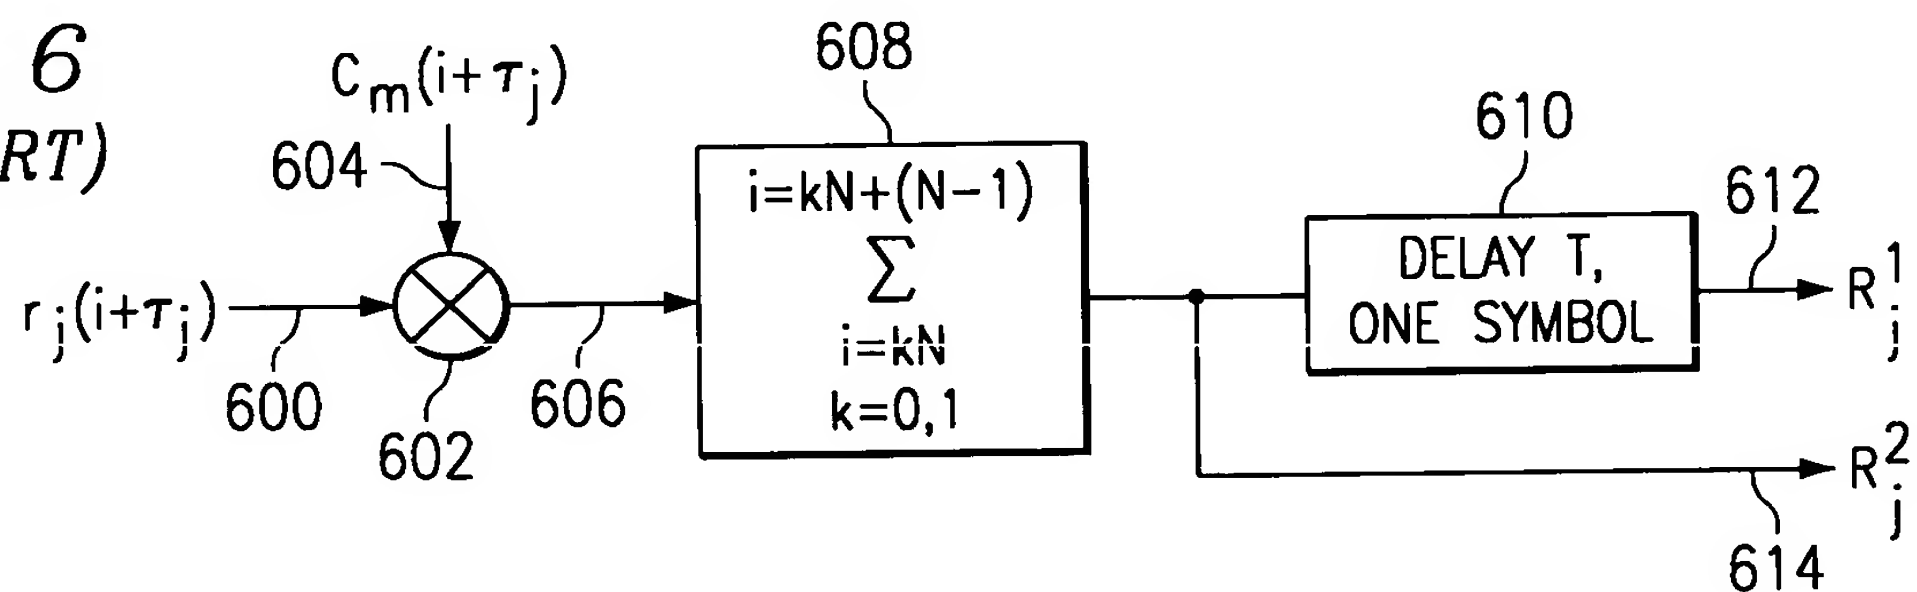 6
RT)
C_m(i+τ_j)
604
r_j(i+τ_j)
600
602
606
608
i=kN+(N-1)
Σ
i=kN
k=0,1
610
DELAY T,
ONE SYMBOL
612
R_j^1
R_j^2
614